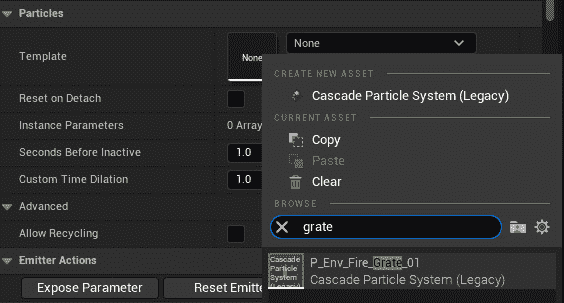 Particles
Template
None
None
Reset on Detach
Instance Parameters
0 Array
Seconds Before Inactive
1.0
Custom Time Dilation
1.0
Advanced
Allow Recycling
Emitter Actions
Expose Parameter
Reset Emitte
CREATE NEW ASSET
Cascade Particle System (Legacy)
CURRENT ASSET
Copy
Paste
Clear
BROWSE
grate
Cascade
Particle
System
(Legacy)
P_Env_Fire_Grate_01
Cascade Particle System (Legacy)